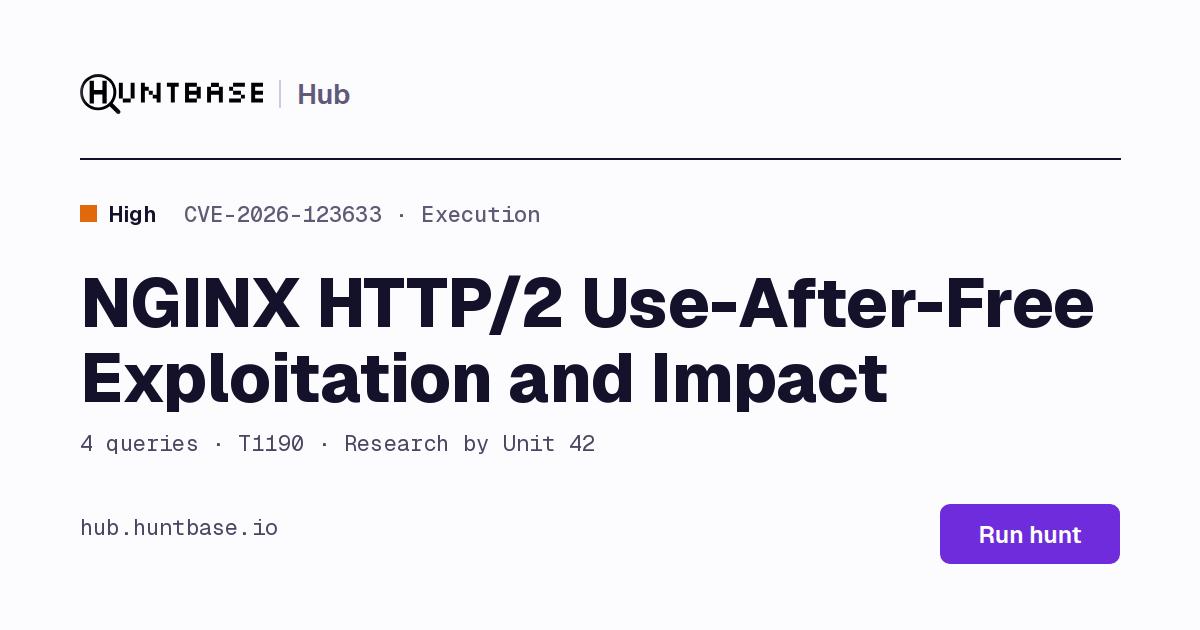 HUNTBASE | Hub
High CVE-2026-123633 · Execution
NGINX HTTP/2 Use-After-Free
Exploitation and Impact
4 queries · T1190 · Research by Unit 42
hub.huntbase.io
Run hunt